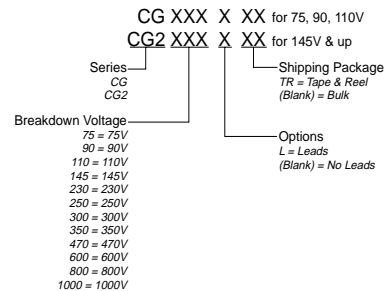 CG XXX X XX for 75, 90, 110V
CG2 XXX X XX for 145V & up
Series
CG
CG2
Shipping Package
TR = Tape & Reel
(Blank) = Bulk
Breakdown Voltage
75 = 75V
90 = 90V
110 = 110V
145 = 145V
230 = 230V
250 = 250V
300 = 300V
350 = 350V
470 = 470V
600 = 600V
800 = 800V
1000 = 1000V
Options
L = Leads
(Blank) = No Leads